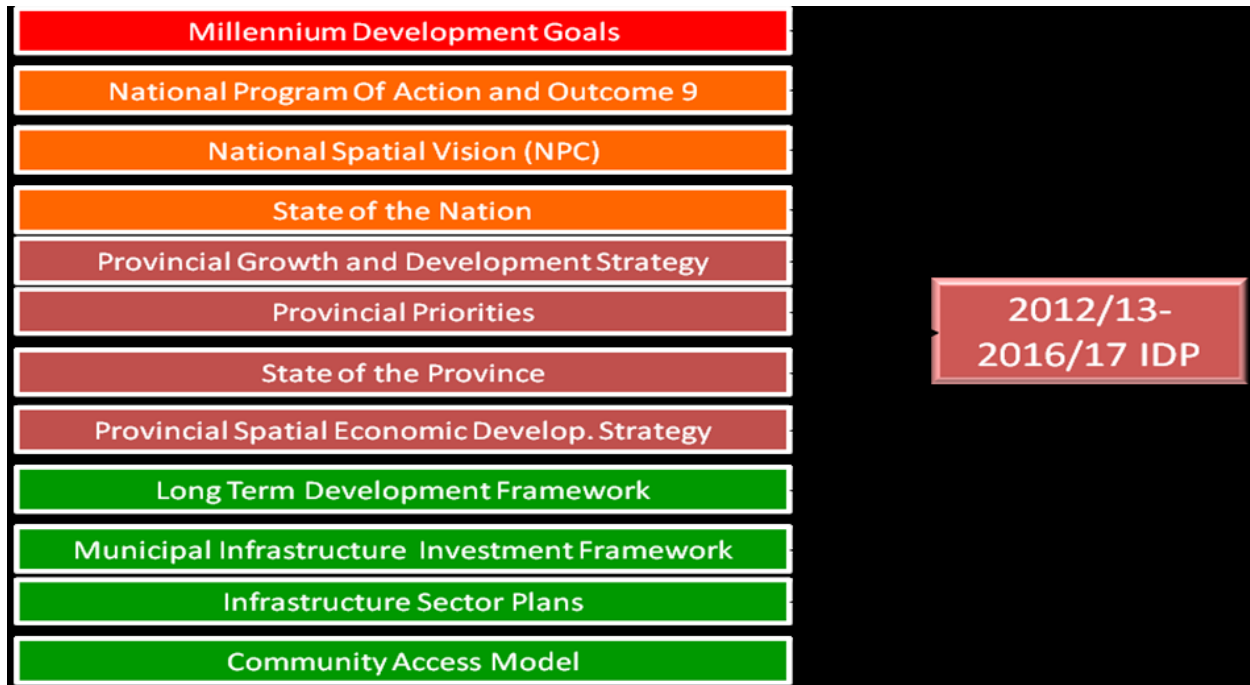 Millennium Development Goals
National Program Of Action and Outcome 9
National Spatial Vision (NPC)
State of the Nation
Provincial Growth and Development Strategy
Provincial Priorities
State of the Province
Provincial Spatial Economic Develop. Strategy
Long Term Development Framework
Municipal Infrastructure Investment Framework
Infrastructure Sector Plans
Community Access Model
2012/13-
2016/17 IDP